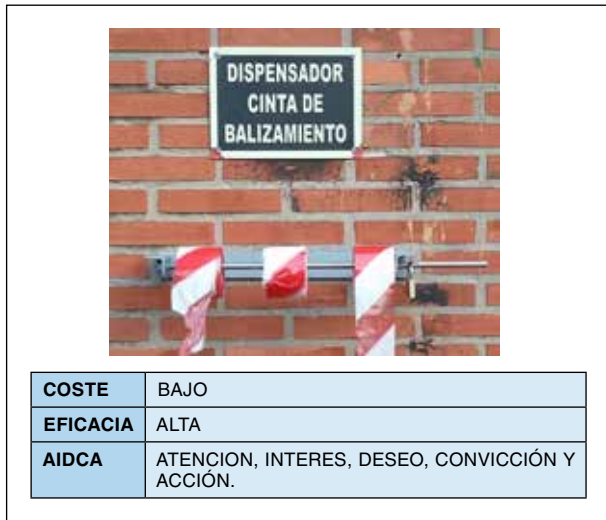 DISPENSADOR
CINTA DE
BALIZAMIENTO
COSTE BAJO
EFICACIA ALTA
AIDCA ATENCION, INTERES, DESEO, CONVICCIÓN Y
ACCIÓN.